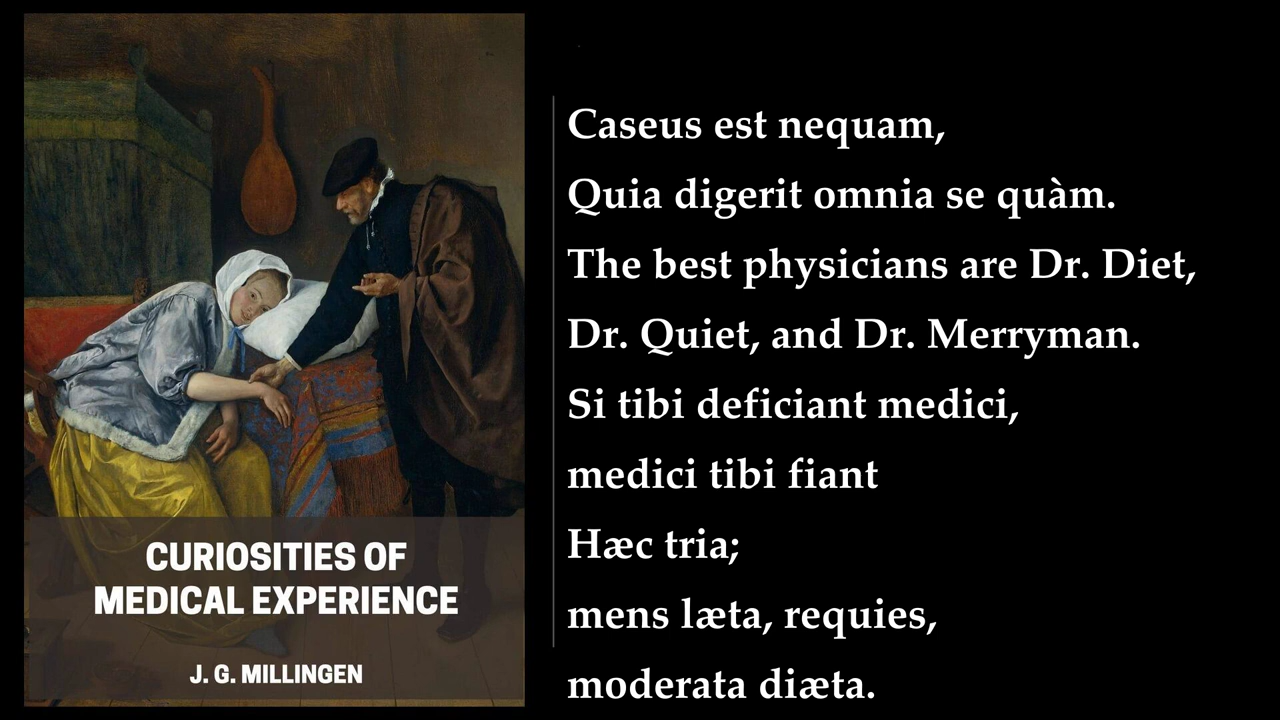 CURIOSITIES OF
MEDICAL EXPERIENCE
J. G. MILLINGEN
Caseus est nequam,
Quia digerit omnia se quàm.
The best physicians are Dr. Diet,
Dr. Quiet, and Dr. Merryman.
Si tibi deficiant medici,
medici tibi fiant
Hæc tria;
mens læta, requies,
moderata diæta.